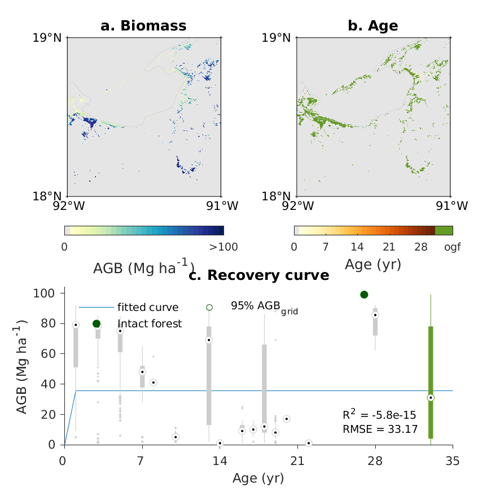 a. Biomass
b. Age
19°N
18°N
92°W
91°W
19°N
18°N
92°W
91°W
0
>100
AGB (Mg ha⁻¹)
0
7
14
21
28
ogf
Age (yr)
c. Recovery curve
fitted curve
95% AGB_grid
Intact forest
R² = -5.8e-15
RMSE = 33.17
100
80
60
40
20
0
AGB (Mg ha⁻¹)
0
7
14
21
28
35
Age (yr)